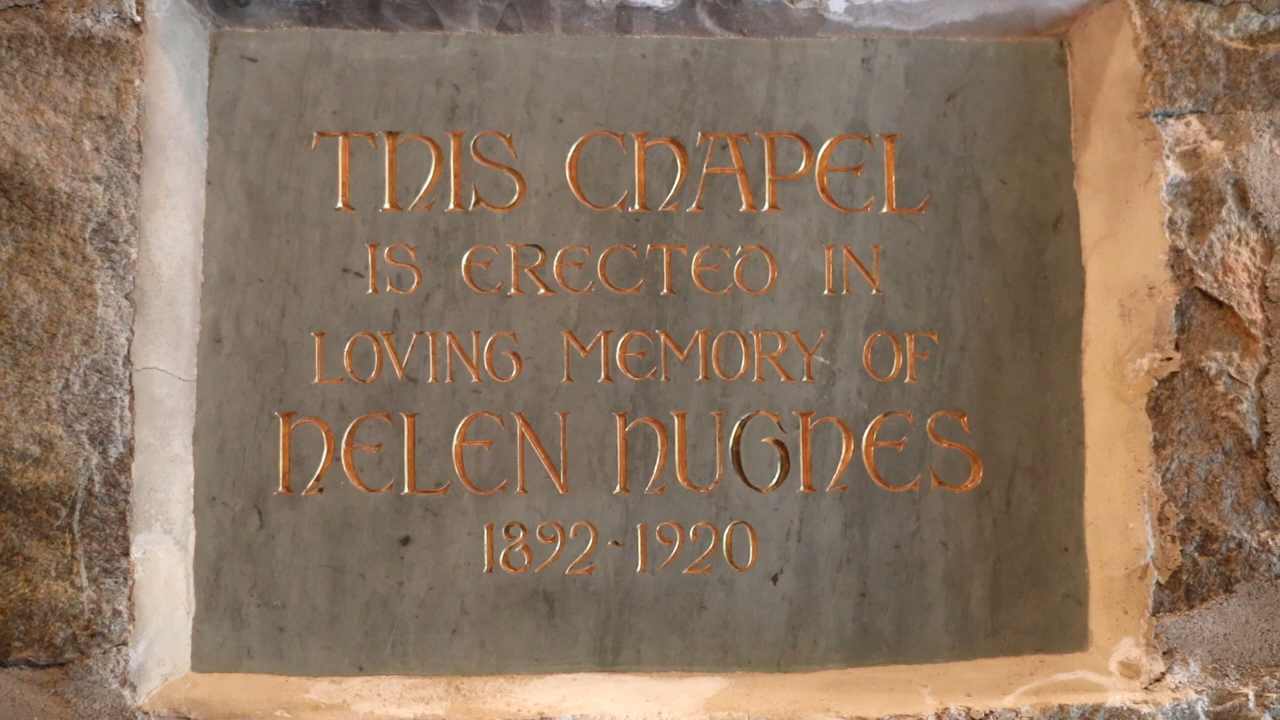 THIS CHAPEL
IS ERECTED IN
LOVING MEMORY OF
HELEN HUGHES
1892-1920